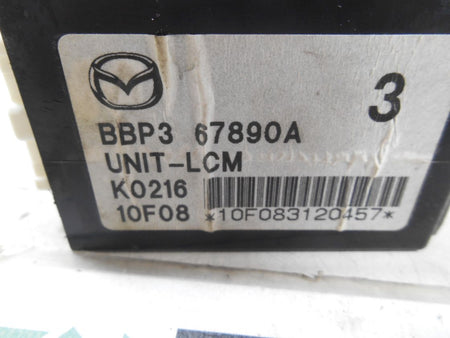 3
BBP3 67890A
UNIT-LCM
K0216
10F08 *10F083120457*